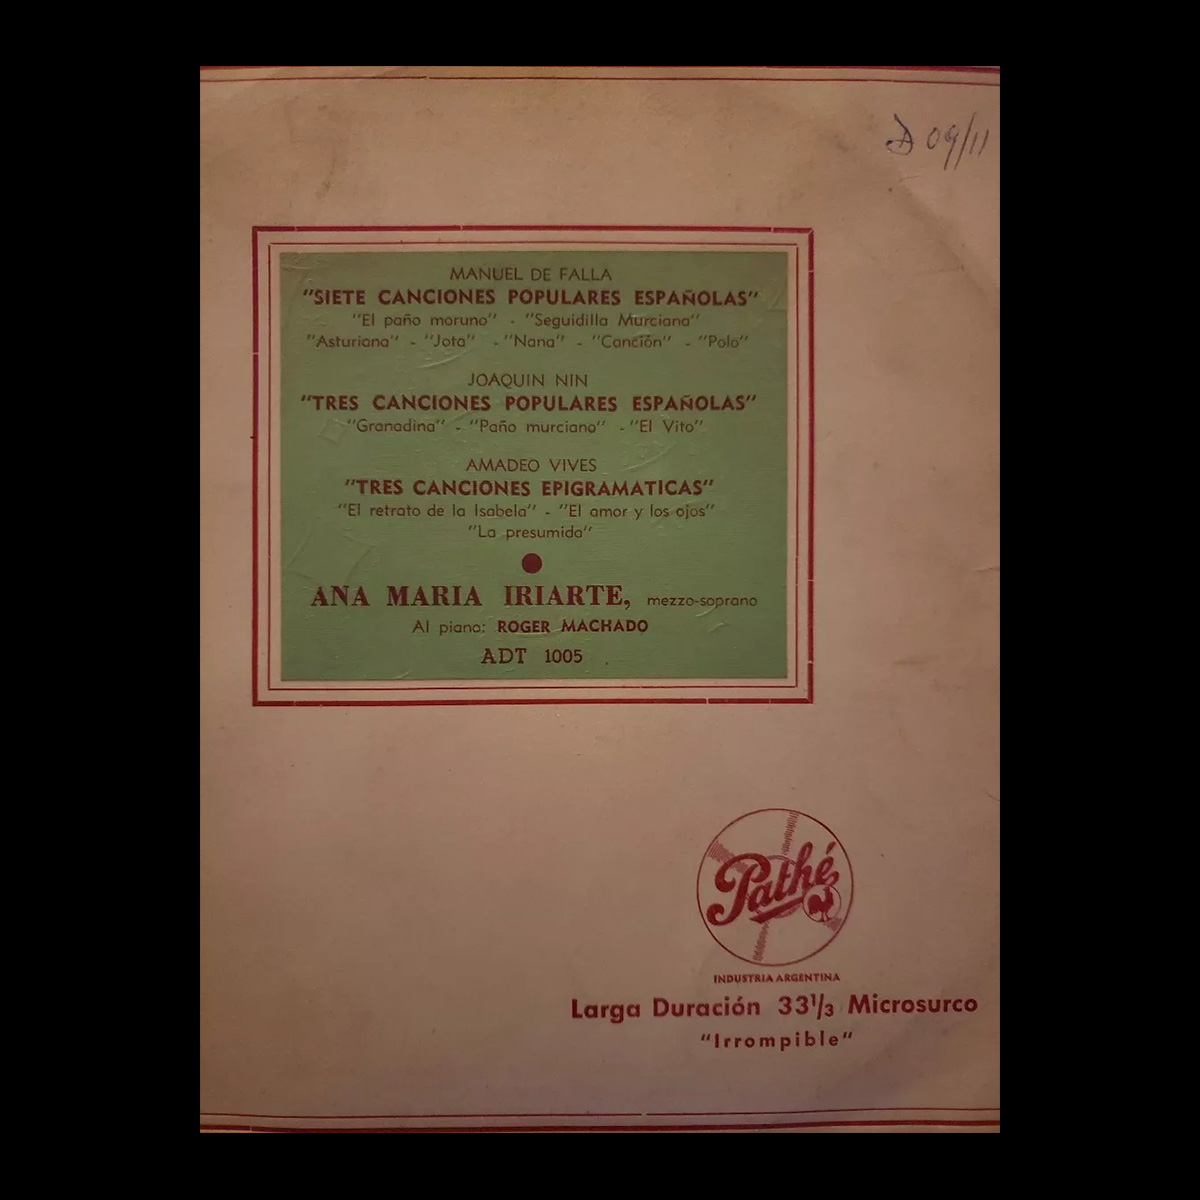 D 09/11
MANUEL DE FALLA
"SIETE CANCIONES POPULARES ESPAÑOLAS"
"El paño moruno" - "Seguidilla Murciana"
"Asturiana" - "Jota" - "Nana" - "Canción" - "Polo"
JOAQUIN NIN
"TRES CANCIONES POPULARES ESPAÑOLAS"
"Granadina" - "Paño murciano" - "El Vito"
AMADEO VIVES
"TRES CANCIONES EPIGRAMATICAS"
"El retrato de la Isabela" - "El amor y los ojos"
"La presumida"
ANA MARIA IRIARTE, mezzo-soprano
Al piano: ROGER MACHADO
ADT 1005
Pathé
INDUSTRIA ARGENTINA
Larga Duración 33 1/3 Microsurco
"Irrompible"